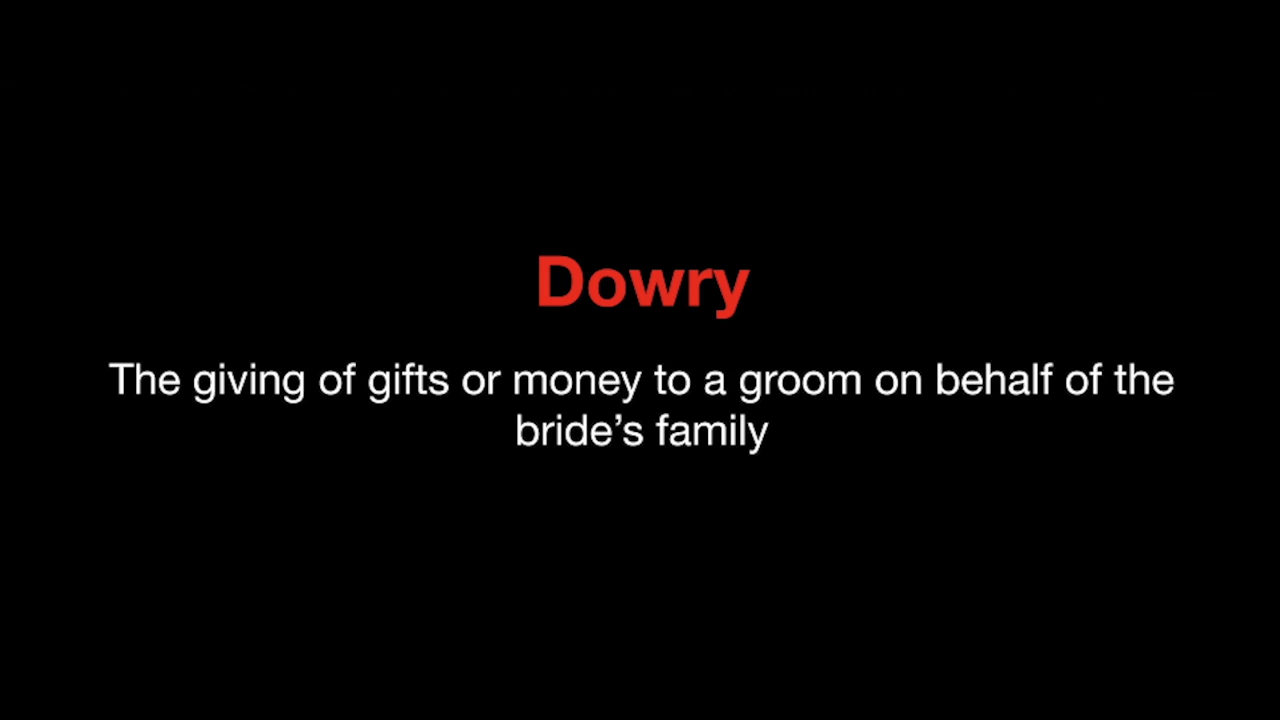 Dowry
The giving of gifts or money to a groom on behalf of the
bride’s family